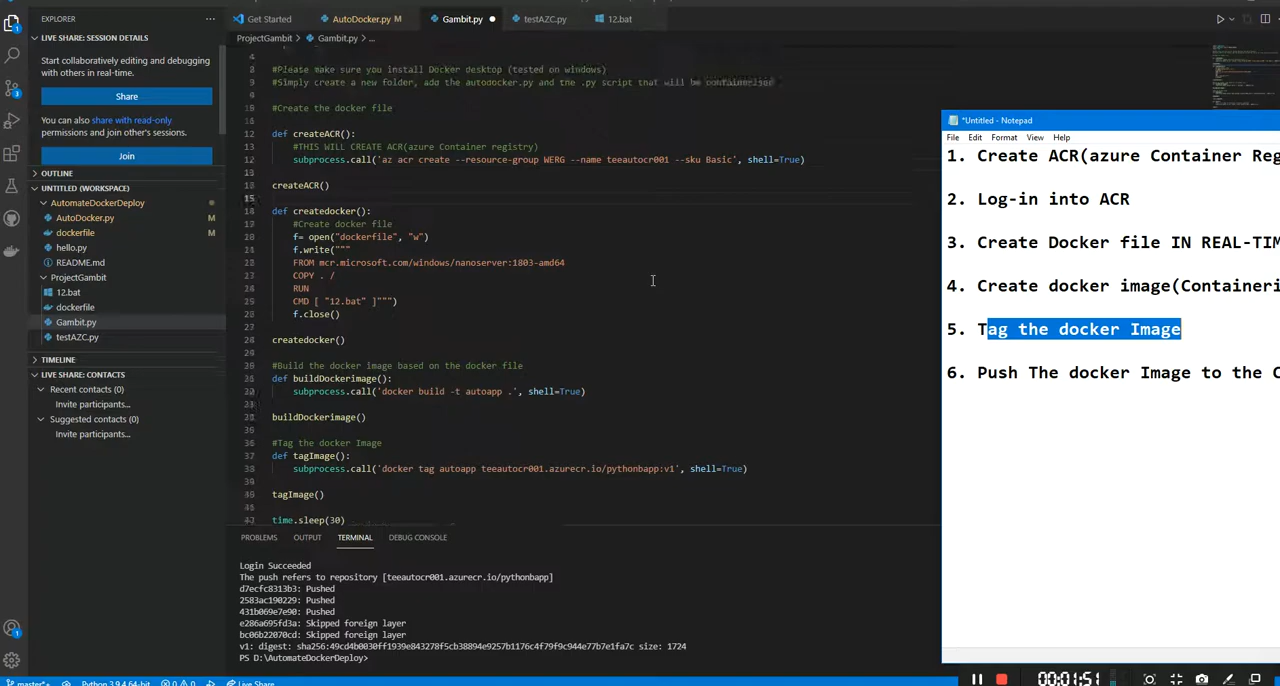 EXPLORER
···
LIVE SHARE: SESSION DETAILS
Start collaboratively editing and debugging
with others in real-time.
Share
You can also share with read-only
permissions and join other's sessions.
Join
OUTLINE
UNTITLED (WORKSPACE)
AutomateDockerDeploy
AutoDocker.py M
dockerfile M
hello.py
README.md
ProjectGambit
12.bat
dockerfile
Gambit.py
testAZC.py
TIMELINE
LIVE SHARE: CONTACTS
Recent contacts (0)
Invite participants...
Suggested contacts (0)
Invite participants...
Get Started
AutoDocker.py M
Gambit.py
testAZC.py
12.bat
ProjectGambit > Gambit.py > ...
#Please make sure you install Docker desktop (tested on windows)
#Simply create a new folder, add the autodocker.py and the .py script that will be containerised
#Create the docker file
def createACR():
#THIS WILL CREATE ACR(azure Container registry)
subprocess.call('az acr create --resource-group WERG --name teeautocr001 --sku Basic', shell=True)
createACR()
def createdocker():
#Create docker file
f= open("dockerfile", "w")
f.write("""
FROM mcr.microsoft.com/windows/nanoserver:1803-amd64
COPY . /
RUN
CMD [ "12.bat" ]""")
f.close()
createdocker()
#Build the docker image based on the docker file
def buildDockerimage():
subprocess.call('docker build -t autoapp .', shell=True)
buildDockerimage()
#Tag the docker Image
def tagImage():
subprocess.call('docker tag autoapp teeautocr001.azurecr.io/pythonbapp:v1', shell=True)
tagImage()
time.sleep(30)
PROBLEMS OUTPUT TERMINAL DEBUG CONSOLE
Login Succeeded
The push refers to repository [teeautocr001.azurecr.io/pythonbapp]
d7ecfc8313b3: Pushed
2583ac190229: Pushed
431b069e7e90: Pushed
e286a695fd3a: Skipped foreign layer
bc06b22070cd: Skipped foreign layer
v1: digest: sha256:49cd4b0030ff1939e843278f5cb38894e9257b1176c4f79f9c944e77b7e1fa7c size: 1724
PS D:\AutomateDockerDeploy>
master*+ Python 3.9.4 64-bit 0 0 Live Share
*Untitled - Notepad
File Edit Format View Help
1. Create ACR(azure Container Reg
2. Log-in into ACR
3. Create Docker file IN REAL-TIM
4. Create docker image(Containeri
5. Tag the docker Image
6. Push The docker Image to the C
00:01:51